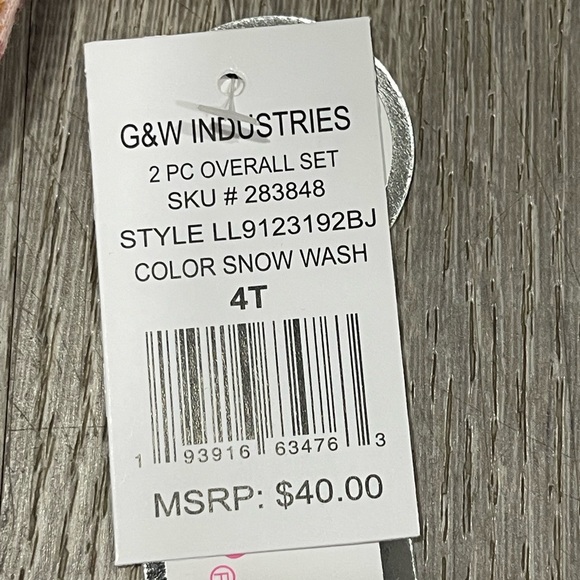 G&W INDUSTRIES
2 PC OVERALL SET
SKU # 283848
STYLE LL9123192BJ
COLOR SNOW WASH
4T
1 93916 63476 3
MSRP: $40.00